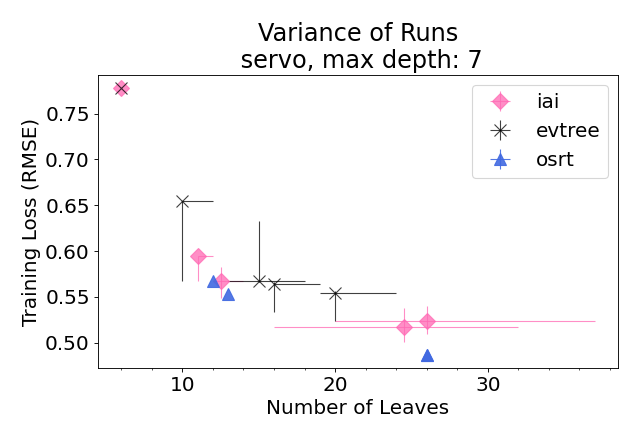 Variance of Runs
servo, max depth: 7
iai
evtree
osrt
Training Loss (RMSE)
0.75
0.70
0.65
0.60
0.55
0.50
10
20
30
Number of Leaves